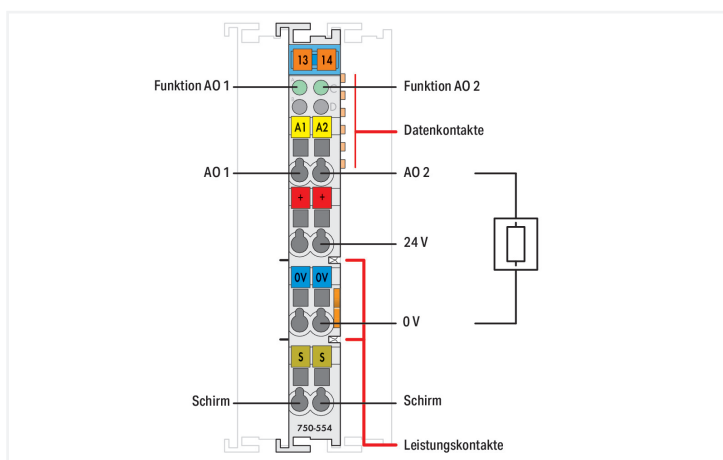 13 14
Funktion AO 1
Funktion AO 2
C
D
Datenkontakte
A1 A2
AO 1
AO 2
+ +
24 V
0V 0V
0 V
S S
Schirm
Schirm
750-554
Leistungskontakte